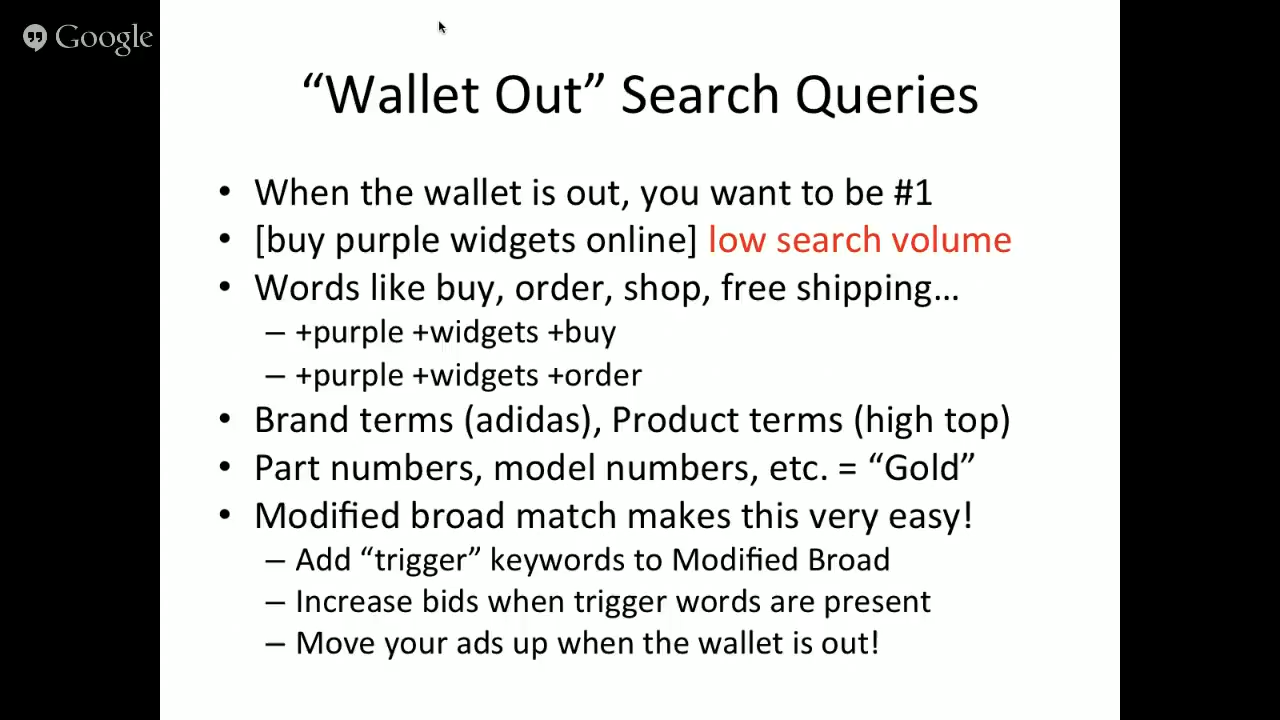 Google
“Wallet Out” Search Queries
• When the wallet is out, you want to be #1
• [buy purple widgets online] low search volume
• Words like buy, order, shop, free shipping…
– +purple +widgets +buy
– +purple +widgets +order
• Brand terms (adidas), Product terms (high top)
• Part numbers, model numbers, etc. = “Gold”
• Modified broad match makes this very easy!
– Add “trigger” keywords to Modified Broad
– Increase bids when trigger words are present
– Move your ads up when the wallet is out!